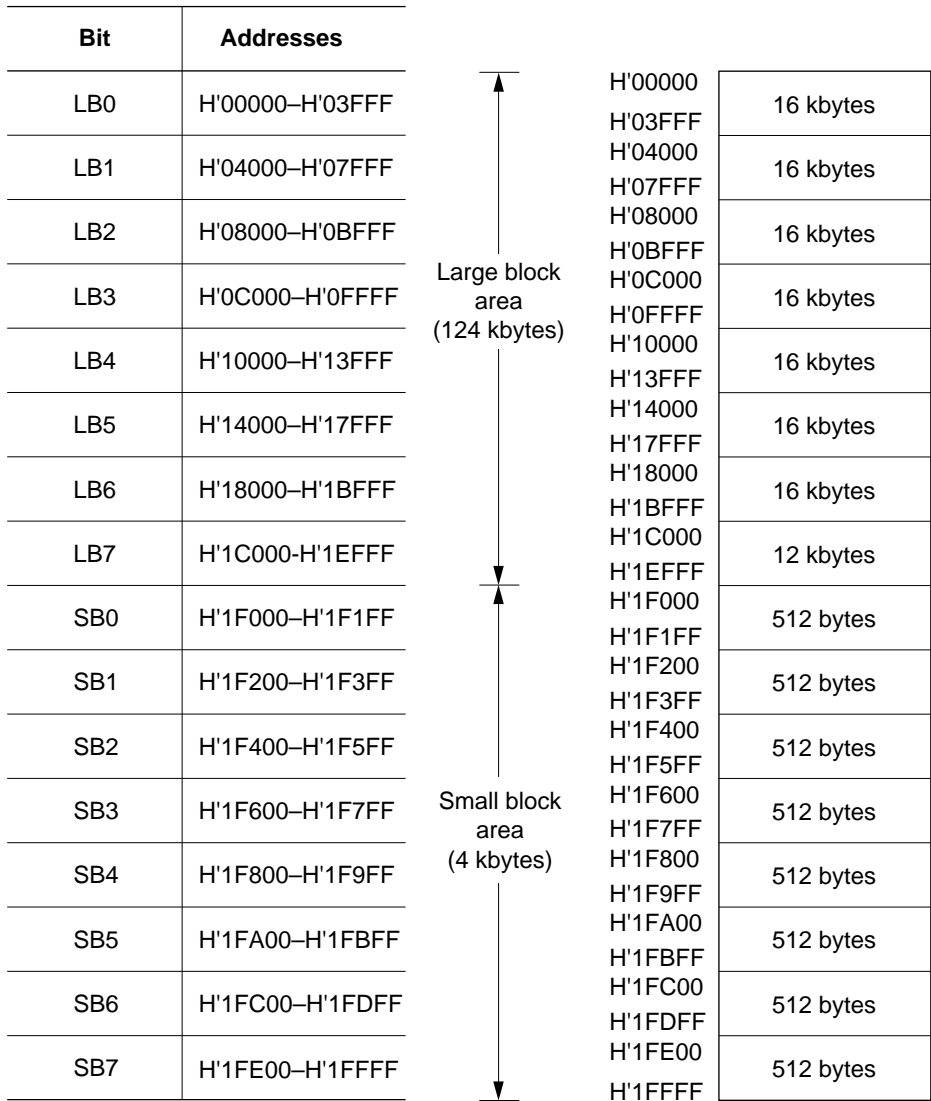 Bit Addresses
LB0 H'00000–H'03FFF
LB1 H'04000–H'07FFF
LB2 H'08000–H'0BFFF
LB3 H'0C000–H'0FFFF
LB4 H'10000–H'13FFF
LB5 H'14000–H'17FFF
LB6 H'18000–H'1BFFF
LB7 H'1C000-H'1EFFF
SB0 H'1F000–H'1F1FF
SB1 H'1F200–H'1F3FF
SB2 H'1F400–H'1F5FF
SB3 H'1F600–H'1F7FF
SB4 H'1F800–H'1F9FF
SB5 H'1FA00–H'1FBFF
SB6 H'1FC00–H'1FDFF
SB7 H'1FE00–H'1FFFF
Large block
area
(124 kbytes)
Small block
area
(4 kbytes)
H'00000
16 kbytes
H'03FFF
H'04000
16 kbytes
H'07FFF
H'08000
16 kbytes
H'0BFFF
H'0C000
16 kbytes
H'0FFFF
H'10000
16 kbytes
H'13FFF
H'14000
16 kbytes
H'17FFF
H'18000
16 kbytes
H'1BFFF
H'1C000
12 kbytes
H'1EFFF
H'1F000
512 bytes
H'1F1FF
H'1F200
512 bytes
H'1F3FF
H'1F400
512 bytes
H'1F5FF
H'1F600
512 bytes
H'1F7FF
H'1F800
512 bytes
H'1F9FF
H'1FA00
512 bytes
H'1FBFF
H'1FC00
512 bytes
H'1FDFF
H'1FE00
512 bytes
H'1FFFF